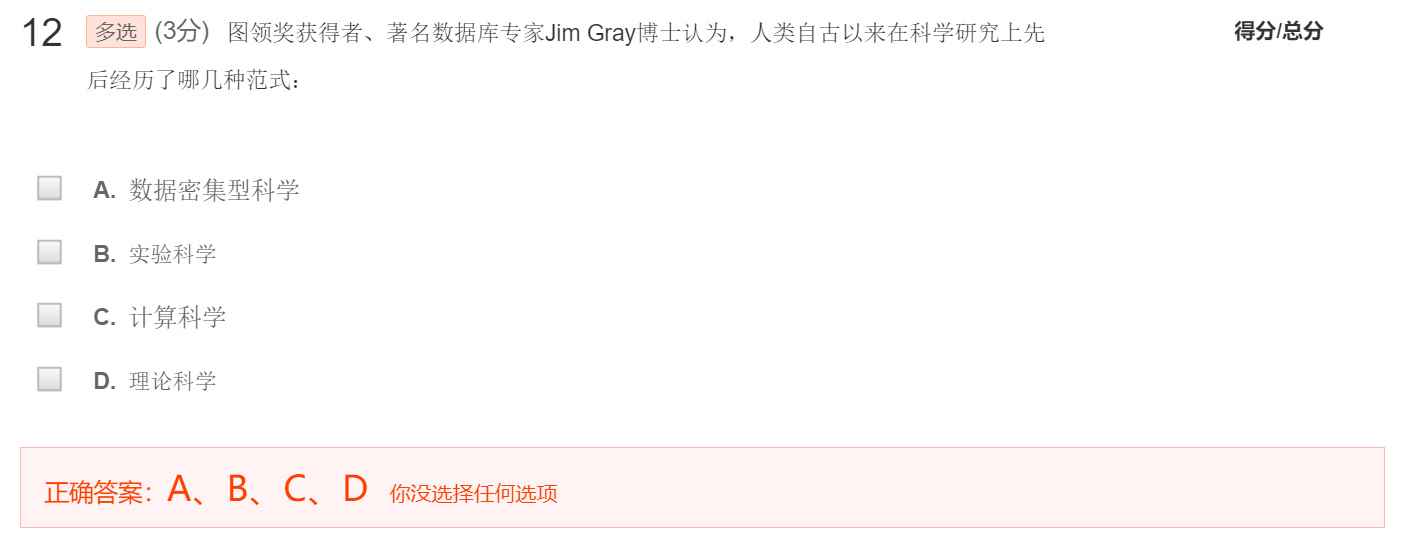 12 多选 (3分) 图领奖获得者、著名数据库专家Jim Gray博士认为，人类自古以来在科学研究上先 得分/总分
后经历了哪几种范式：
A. 数据密集型科学
B. 实验科学
C. 计算科学
D. 理论科学
正确答案：A、B、C、D 你没选择任何选项